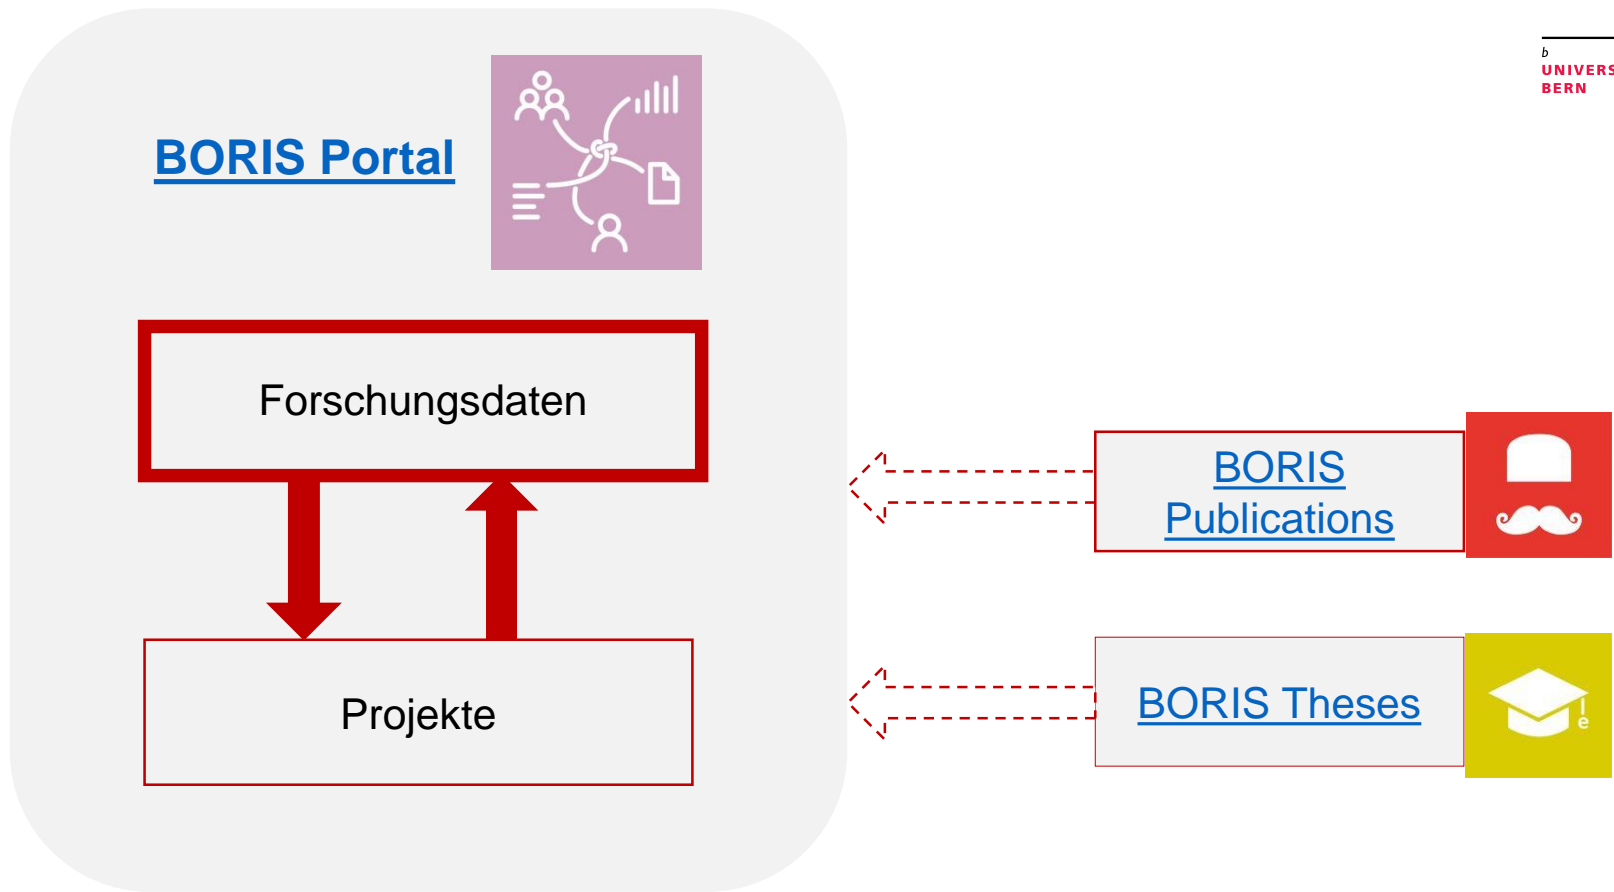 b
UNIVERS
BERN
BORIS Portal
Forschungsdaten
BORIS
Publications
BORIS Theses
e
Projekte